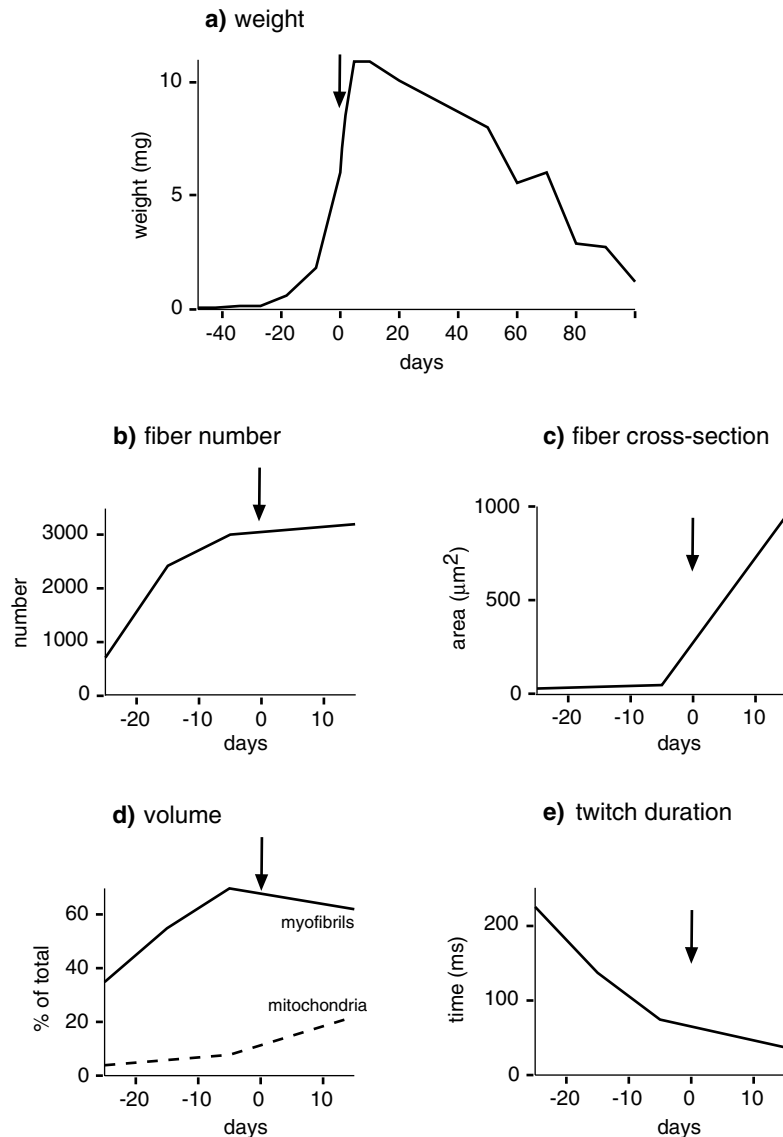 a) weight
10
5
0
weight (mg)
-40 -20 0 20 40 60 80
days
b) fiber number
3000
2000
1000
0
number
-20 -10 0 10
days
c) fiber cross-section
1000
500
0
area (μm²)
-20 -10 0 10
days
d) volume
60
40
20
0
% of total
myofibrils
mitochondria
-20 -10 0 10
days
e) twitch duration
200
100
0
time (ms)
-20 -10 0 10
days